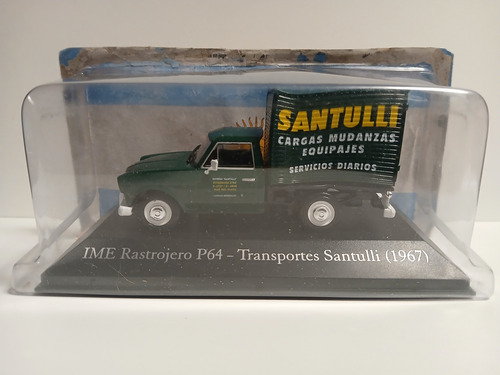 SANTULLI
CARGAS MUDANZAS
EQUIPAJES
SERVICIOS DIARIOS
IME Rastrojero P64 - Transportes Santulli (1967)